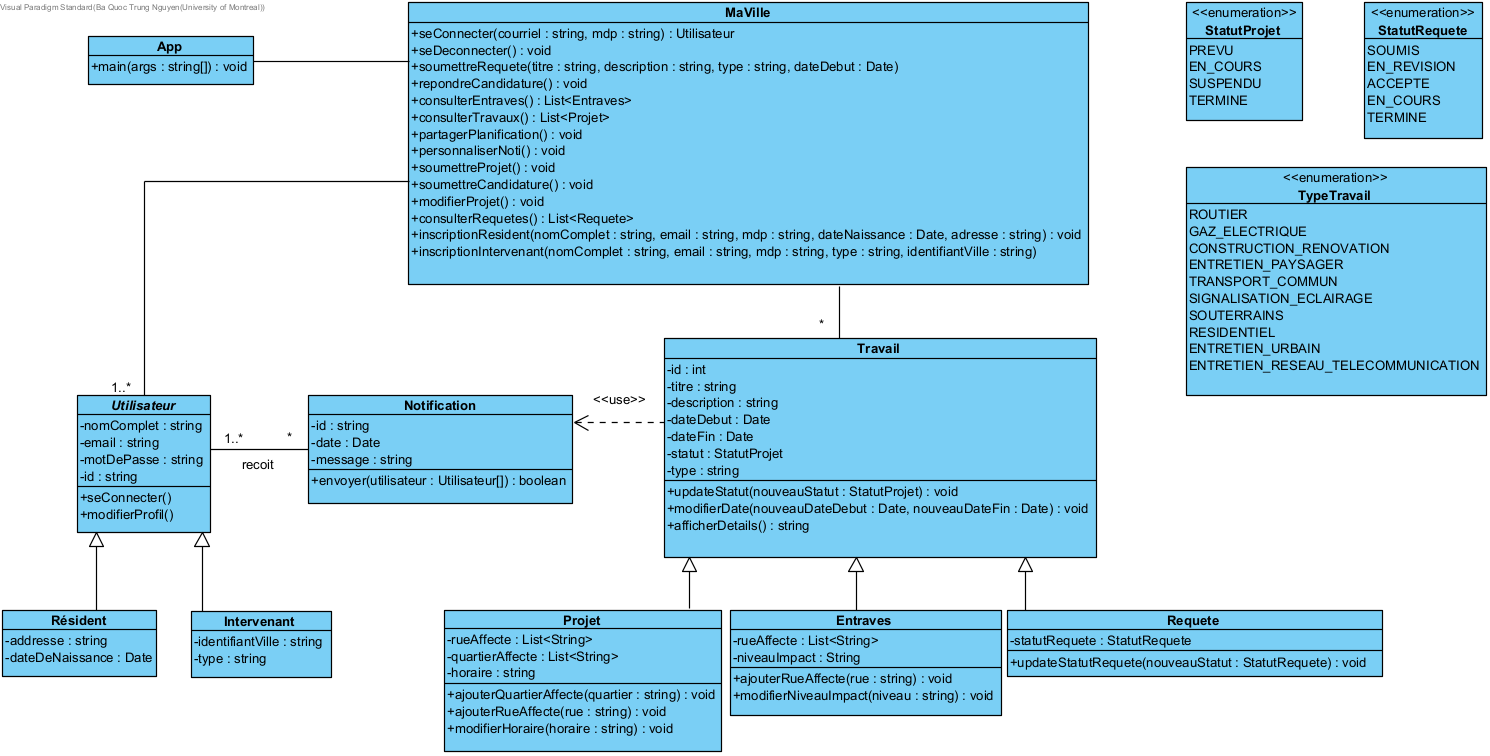 Visual Paradigm Standard(Ba Quoc Trung Nguyen(University of Montreal))
App
+main(args : string[]) : void
MaVille
+seConnecter(courriel : string, mdp : string) : Utilisateur
+seDeconnecter() : void
+soumettreRequete(titre : string, description : string, type : string, dateDebut : Date)
+repondreCandidature() : void
+consulterEntraves() : List<Entraves>
+consulterTravaux() : List<Projet>
+partagerPlanification() : void
+personnaliserNoti() : void
+soumettreProjet() : void
+soumettreCandidature() : void
+modifierProjet() : void
+consulterRequetes() : List<Requete>
+inscriptionResident(nomComplet : string, email : string, mdp : string, dateNaissance : Date, adresse : string) : void
+inscriptionIntervenant(nomComplet : string, email : string, mdp : string, type : string, identifiantVille : string)
<<enumeration>>
StatutProjet
PREVU
EN_COURS
SUSPENDU
TERMINE
<<enumeration>>
StatutRequete
SOUMIS
EN_REVISION
ACCEPTE
EN_COURS
TERMINE
<<enumeration>>
TypeTravail
ROUTIER
GAZ_ELECTRIQUE
CONSTRUCTION_RENOVATION
ENTRETIEN_PAYSAGER
TRANSPORT_COMMUN
SIGNALISATION_ECLAIRAGE
SOUTERRAINS
RESIDENTIEL
ENTRETIEN_URBAIN
ENTRETIEN_RESEAU_TELECOMMUNICATION
*
1..*
Utilisateur
-nomComplet : string
-email : string
-motDePasse : string
-id : string
+seConnecter()
+modifierProfil()
1..*
*
recoit
Notification
-id : string
-date : Date
-message : string
+envoyer(utilisateur : Utilisateur[]) : boolean
<<use>>
Travail
-id : int
-titre : string
-description : string
-dateDebut : Date
-dateFin : Date
-statut : StatutProjet
-type : string
+updateStatut(nouveauStatut : StatutProjet) : void
+modifierDate(nouveauDateDebut : Date, nouveauDateFin : Date) : void
+afficherDetails() : string
Résident
-addresse : string
-dateDeNaissance : Date
Intervenant
-identifiantVille : string
-type : string
Projet
-rueAffecte : List<String>
-quartierAffecte : List<String>
-horaire : string
+ajouterQuartierAffecte(quartier : string) : void
+ajouterRueAffecte(rue : string) : void
+modifierHoraire(horaire : string) : void
Entraves
-rueAffecte : List<String>
-niveauImpact : String
+ajouterRueAffecte(rue : string) : void
+modifierNiveauImpact(niveau : string) : void
Requete
-statutRequete : StatutRequete
+updateStatutRequete(nouveauStatut : StatutRequete) : void